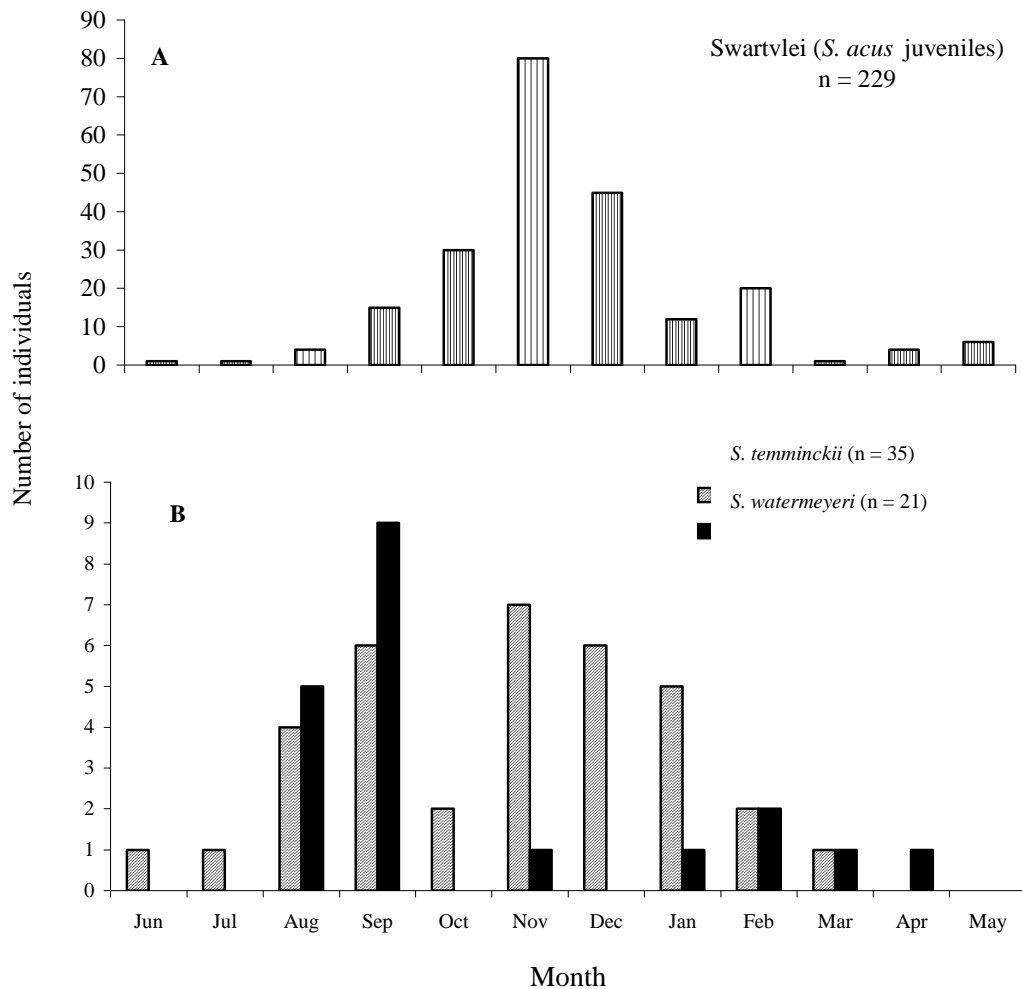 90
A
Swartvlei (S. acus juveniles)
n = 229
80
70
60
50
40
30
20
10
0
Number of individuals
S. temminckii (n = 35)
S. watermeyeri (n = 21)
B
10
9
8
7
6
5
4
3
2
1
0
Jun Jul Aug Sep Oct Nov Dec Jan Feb Mar Apr May
Month